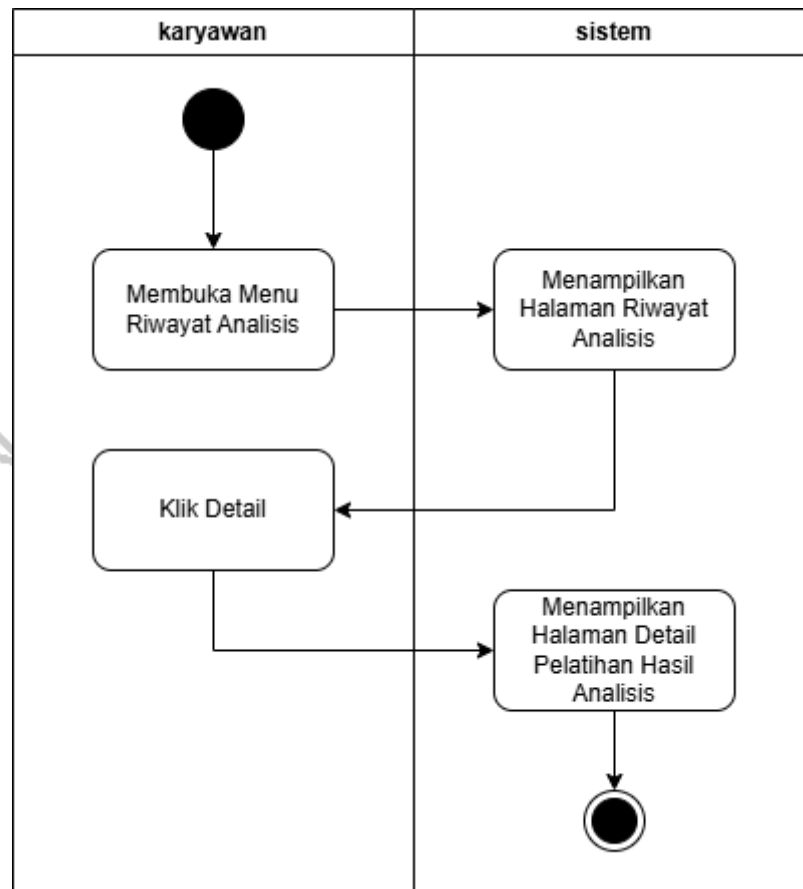 karyawan
sistem
Membuka Menu
Riwayat Analisis
Menampilkan
Halaman Riwayat
Analisis
Klik Detail
Menampilkan
Halaman Detail
Pelatihan Hasil
Analisis